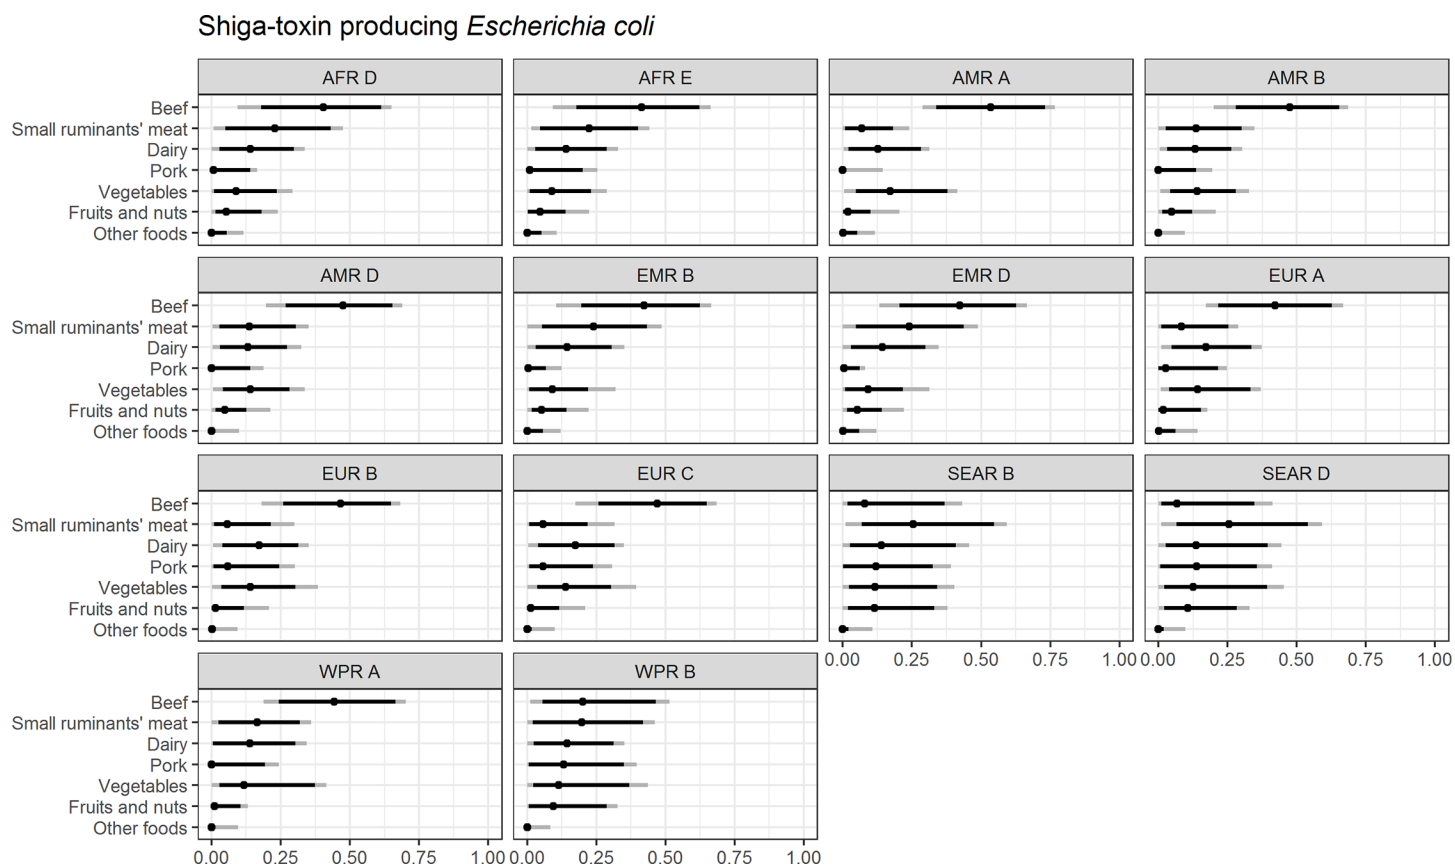 Shiga-toxin producing Escherichia coli
AFR D AFR E AMR A AMR B
Beef
Small ruminants' meat
Dairy
Pork
Vegetables
Fruits and nuts
Other foods
AMR D EMR B EMR D EUR A
Beef
Small ruminants' meat
Dairy
Pork
Vegetables
Fruits and nuts
Other foods
EUR B EUR C SEAR B SEAR D
Beef
Small ruminants' meat
Dairy
Pork
Vegetables
Fruits and nuts
Other foods
0.00 0.25 0.50 0.75 1.00 0.00 0.25 0.50 0.75 1.00
WPR A WPR B
Beef
Small ruminants' meat
Dairy
Pork
Vegetables
Fruits and nuts
Other foods
0.00 0.25 0.50 0.75 1.00 0.00 0.25 0.50 0.75 1.00